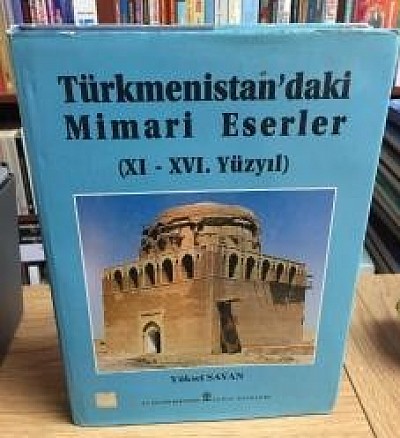 Türkmenistan'daki
Mimari Eserler
(XI - XVI. Yüzyıl)
Yüksel SAYAN